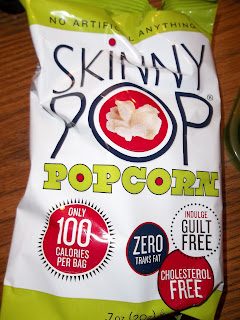 NO ARTIFICIAL ANYTHING
SKINNY
POP®
POPCORN
ONLY
100
CALORIES
PER BAG
ZERO
TRANS FAT
INDULGE
GUILT
FREE
CHOLESTEROL
FREE